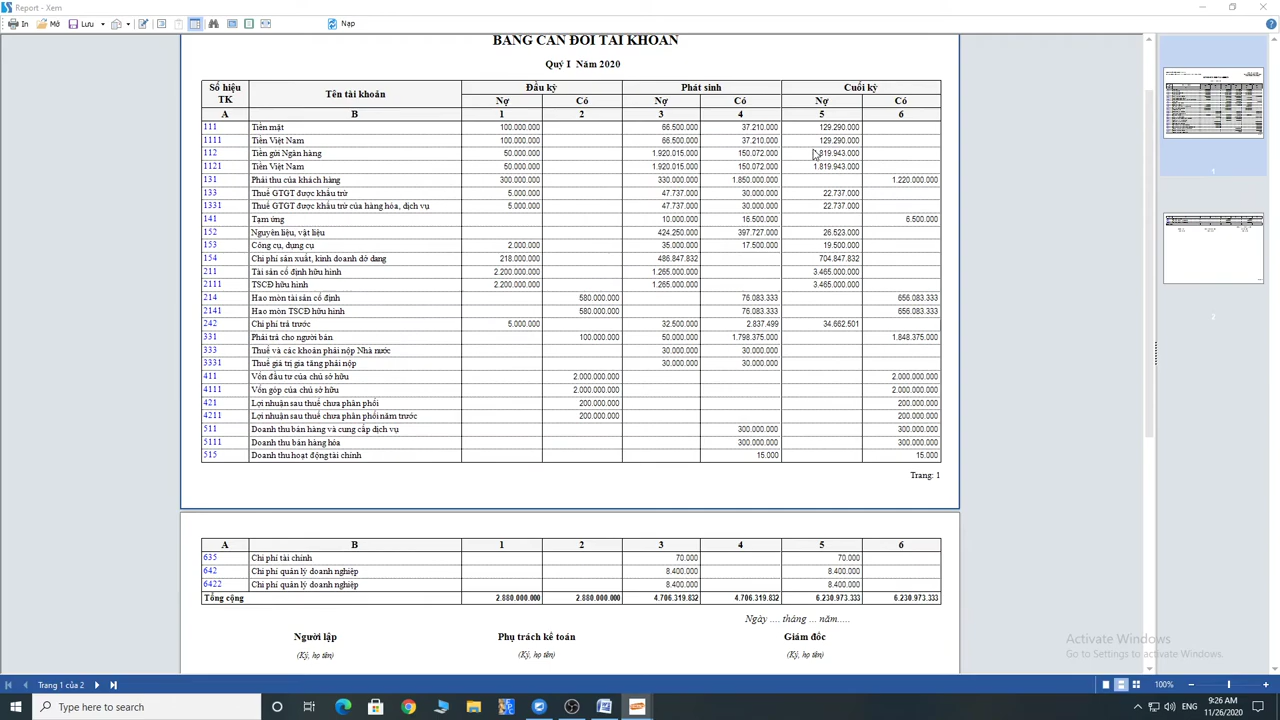 Report - Xem
In Mở Lưu Nạp
BẢNG CÂN ĐỐI TÀI KHOẢN
Quý I Năm 2020
Số hiệu TK Tên tài khoản Đầu kỳ Phát sinh Cuối kỳ
Nợ Có Nợ Có Nợ Có
A B 1 2 3 4 5 6
111 Tiền mặt 100.000.000 66.500.000 37.210.000 129.290.000
1111 Tiền Việt Nam 100.000.000 66.500.000 37.210.000 129.290.000
112 Tiền gửi Ngân hàng 50.000.000 1.920.015.000 150.072.000 819.943.000
1121 Tiền Việt Nam 50.000.000 1.920.015.000 150.072.000 1.819.943.000
131 Phải thu của khách hàng 300.000.000 330.000.000 1.850.000.000 1.220.000.000
133 Thuế GTGT được khấu trừ 5.000.000 47.737.000 30.000.000 22.737.000
1331 Thuế GTGT được khấu trừ của hàng hóa, dịch vụ 5.000.000 47.737.000 30.000.000 22.737.000
141 Tạm ứng 10.000.000 16.500.000 6.500.000
152 Nguyên liệu, vật liệu 424.250.000 397.727.000 26.523.000
153 Công cụ, dụng cụ 2.000.000 35.000.000 17.500.000 19.500.000
154 Chi phí sản xuất, kinh doanh dở dang 218.000.000 486.847.832 704.847.832
211 Tài sản cố định hữu hình 2.200.000.000 1.265.000.000 3.465.000.000
2111 TSCĐ hữu hình 2.200.000.000 1.265.000.000 3.465.000.000
214 Hao mòn tài sản cố định 580.000.000 76.083.333 656.083.333
2141 Hao mòn TSCĐ hữu hình 580.000.000 76.083.333 656.083.333
242 Chi phí trả trước 5.000.000 32.500.000 2.837.499 34.662.501
331 Phải trả cho người bán 100.000.000 50.000.000 1.798.375.000 1.848.375.000
333 Thuế và các khoản phải nộp Nhà nước 30.000.000 30.000.000
3331 Thuế giá trị gia tăng phải nộp 30.000.000 30.000.000
411 Vốn đầu tư của chủ sở hữu 2.000.000.000 2.000.000.000
4111 Vốn góp của chủ sở hữu 2.000.000.000 2.000.000.000
421 Lợi nhuận sau thuế chưa phân phối 200.000.000 200.000.000
4211 Lợi nhuận sau thuế chưa phân phối năm trước 200.000.000 200.000.000
511 Doanh thu bán hàng và cung cấp dịch vụ 300.000.000 300.000.000
5111 Doanh thu bán hàng hóa 300.000.000 300.000.000
515 Doanh thu hoạt động tài chính 15.000 15.000
Trang: 1
A B 1 2 3 4 5 6
635 Chi phí tài chính 70.000 70.000
642 Chi phí quản lý doanh nghiệp 8.400.000 8.400.000
6422 Chi phí quản lý doanh nghiệp 8.400.000 8.400.000
Tổng cộng 2.880.000.000 2.880.000.000 4.706.319.832 4.706.319.832 6.230.973.333 6.230.973.333
Ngày .... tháng ... năm.....
Người lập Phụ trách kế toán Giám đốc
(Ký, họ tên) (Ký, họ tên) (Ký, họ tên)
1
2
Activate Windows
Go to Settings to activate Windows.
Trang 1 của 2 100%
Type here to search
ENG
9:26 AM
11/26/2020